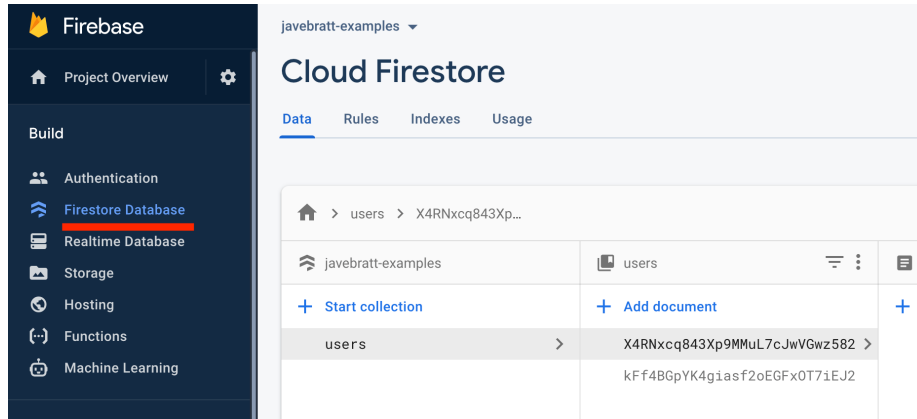 Firebase
Project Overview
Build
Authentication
Firestore Database
Realtime Database
Storage
Hosting
Functions
Machine Learning
javebratt-examples
Cloud Firestore
Data Rules Indexes Usage
users X4RNxcq843Xp...
javebratt-examples
Start collection
users
users
Add document
X4RNxcq843Xp9MMuL7cJwVGwz582
kFf4BGpYK4giasf2oEGFxOT7iEJ2